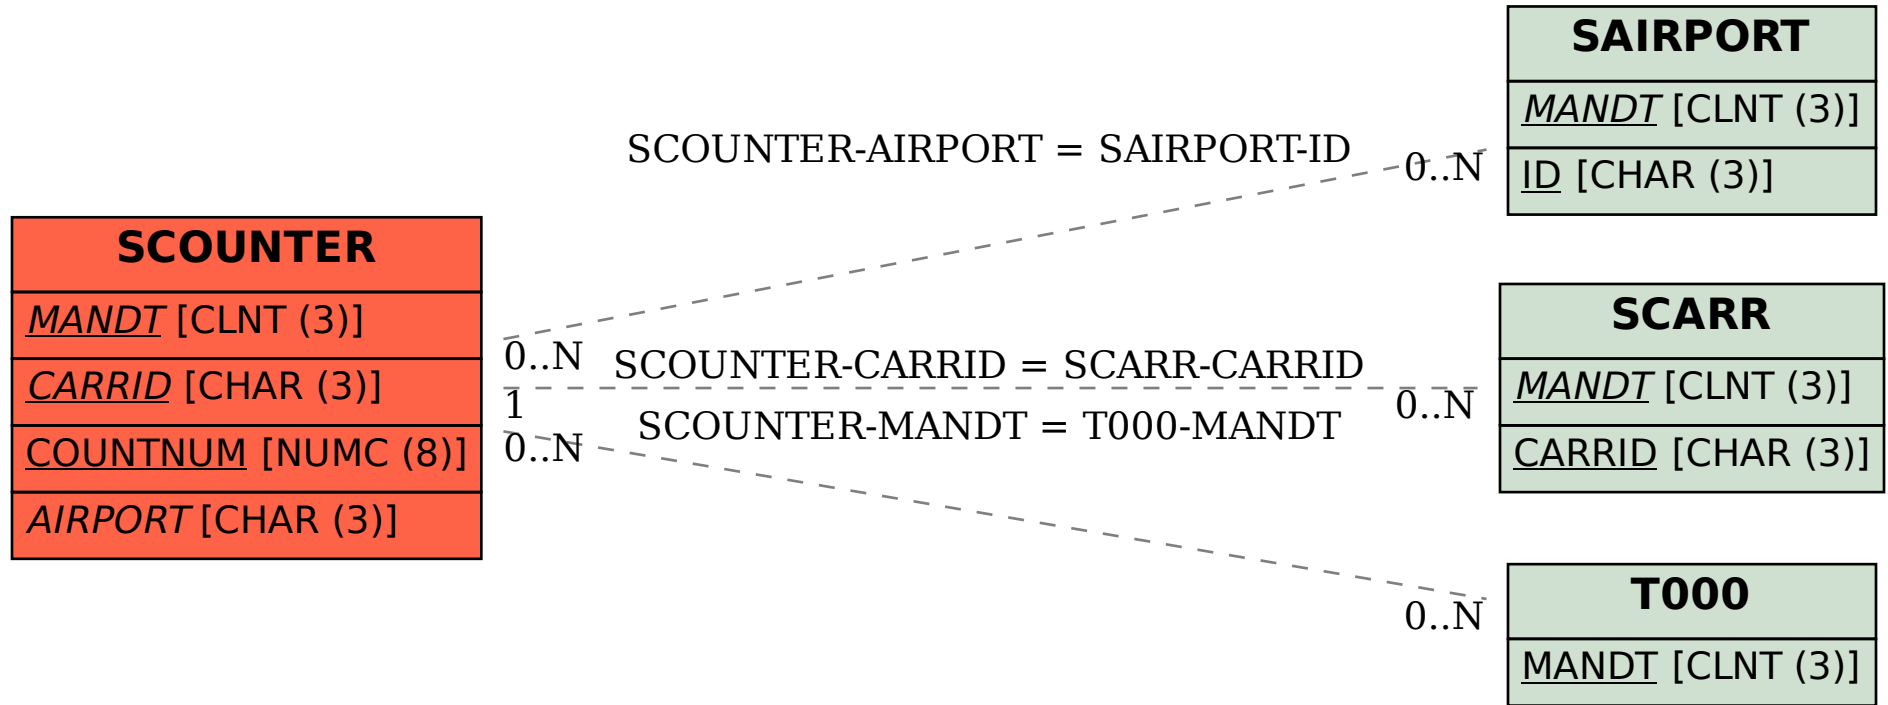 SAIRPORT
MANDT [CLNT (3)]
ID [CHAR (3)]
SCOUNTER-AIRPORT = SAIRPORT-ID
0..N
SCOUNTER
MANDT [CLNT (3)]
CARRID [CHAR (3)]
COUNTNUM [NUMC (8)]
AIRPORT [CHAR (3)]
0..N
SCOUNTER-CARRID = SCARR-CARRID
1
0..N
SCOUNTER-MANDT = T000-MANDT
0..N
SCARR
MANDT [CLNT (3)]
CARRID [CHAR (3)]
0..N
T000
MANDT [CLNT (3)]